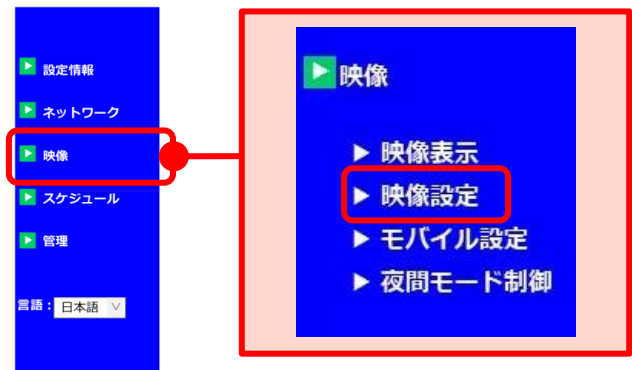 設定情報
ネットワーク
映像
スケジュール
管理
言語：日本語
映像
映像表示
映像設定
モバイル設定
夜間モード制御